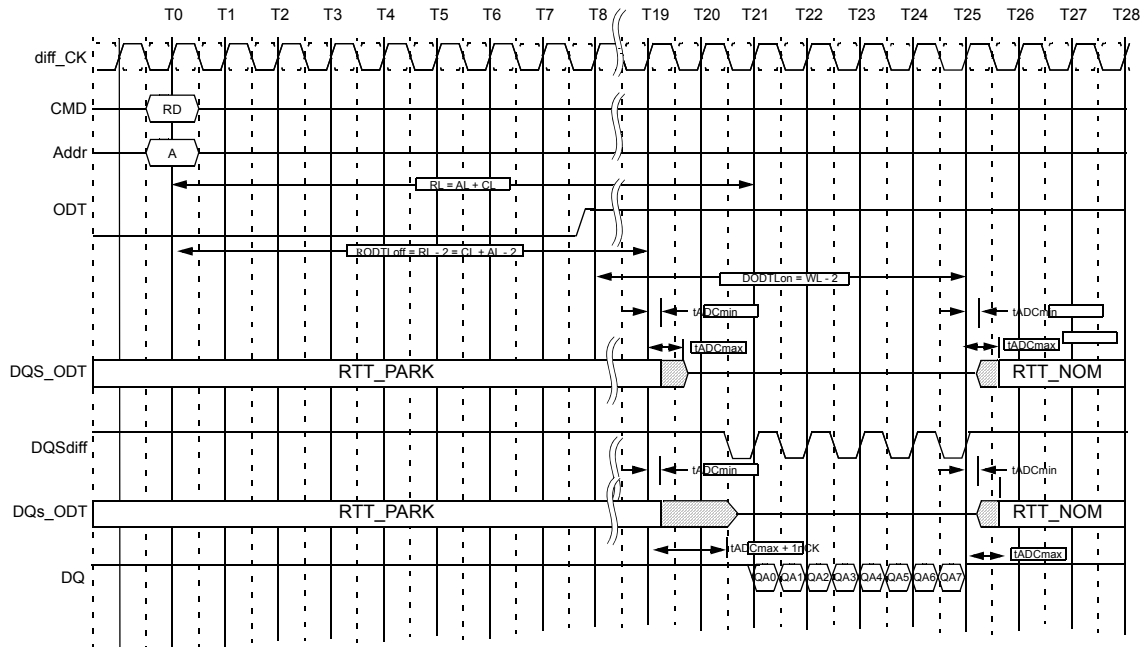 T0 T1 T2 T3 T4 T5 T6 T7 T8 T19 T20 T21 T22 T23 T24 T25 T26 T27 T28
diff_CK
CMD RD
Addr A
RL = AL + CL
ODT
RODTLoff = RL - 2 = CL + AL - 2
DODTLon = WL - 2
tADCmin tADCmin
tADCmax tADCmax
DQS_ODT RTT_PARK RTT_NOM
DQSdiff
tADCmin tADCmin
DQs_ODT RTT_PARK RTT_NOM
tADCmax + 1nCK tADCmax
DQ QA0 QA1 QA2 QA3 QA4 QA5 QA6 QA7